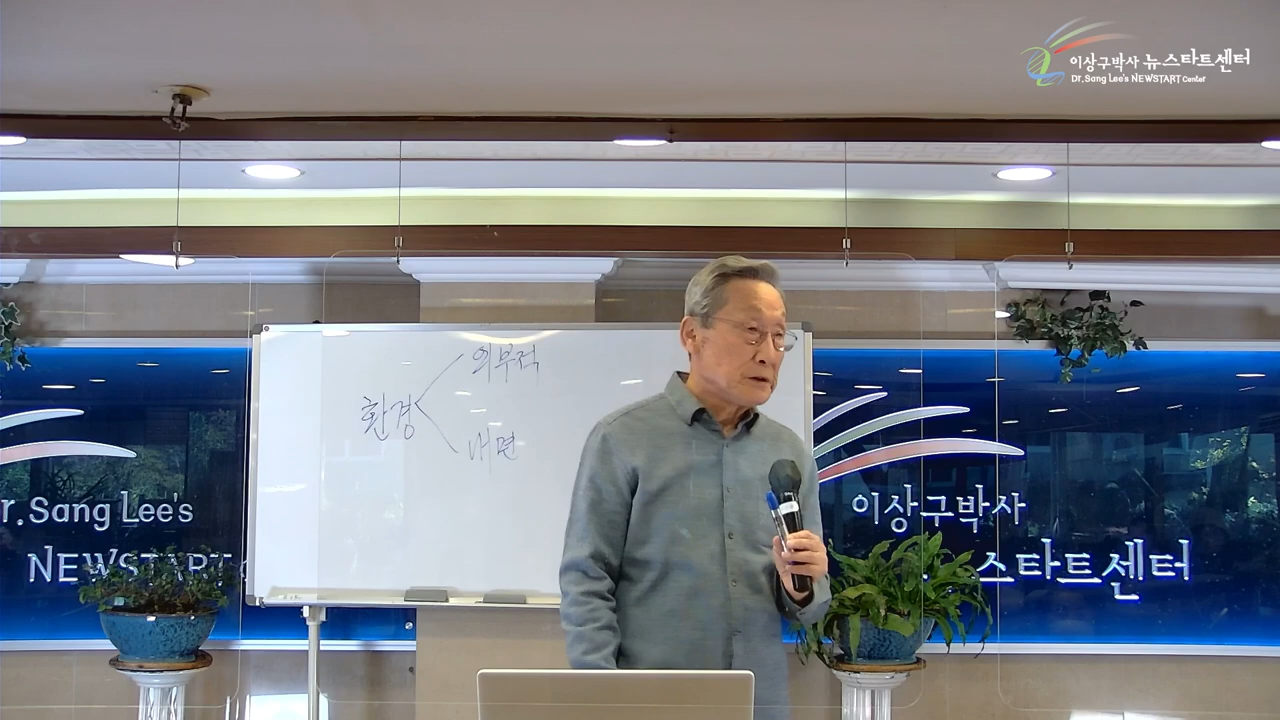 이상구박사 뉴스타트센터
Dr. Sang Lee's NEWSTART Center
외부적
환경
내면
r. Sang Lee's
NEWSTART
이상구박사
스타트센터